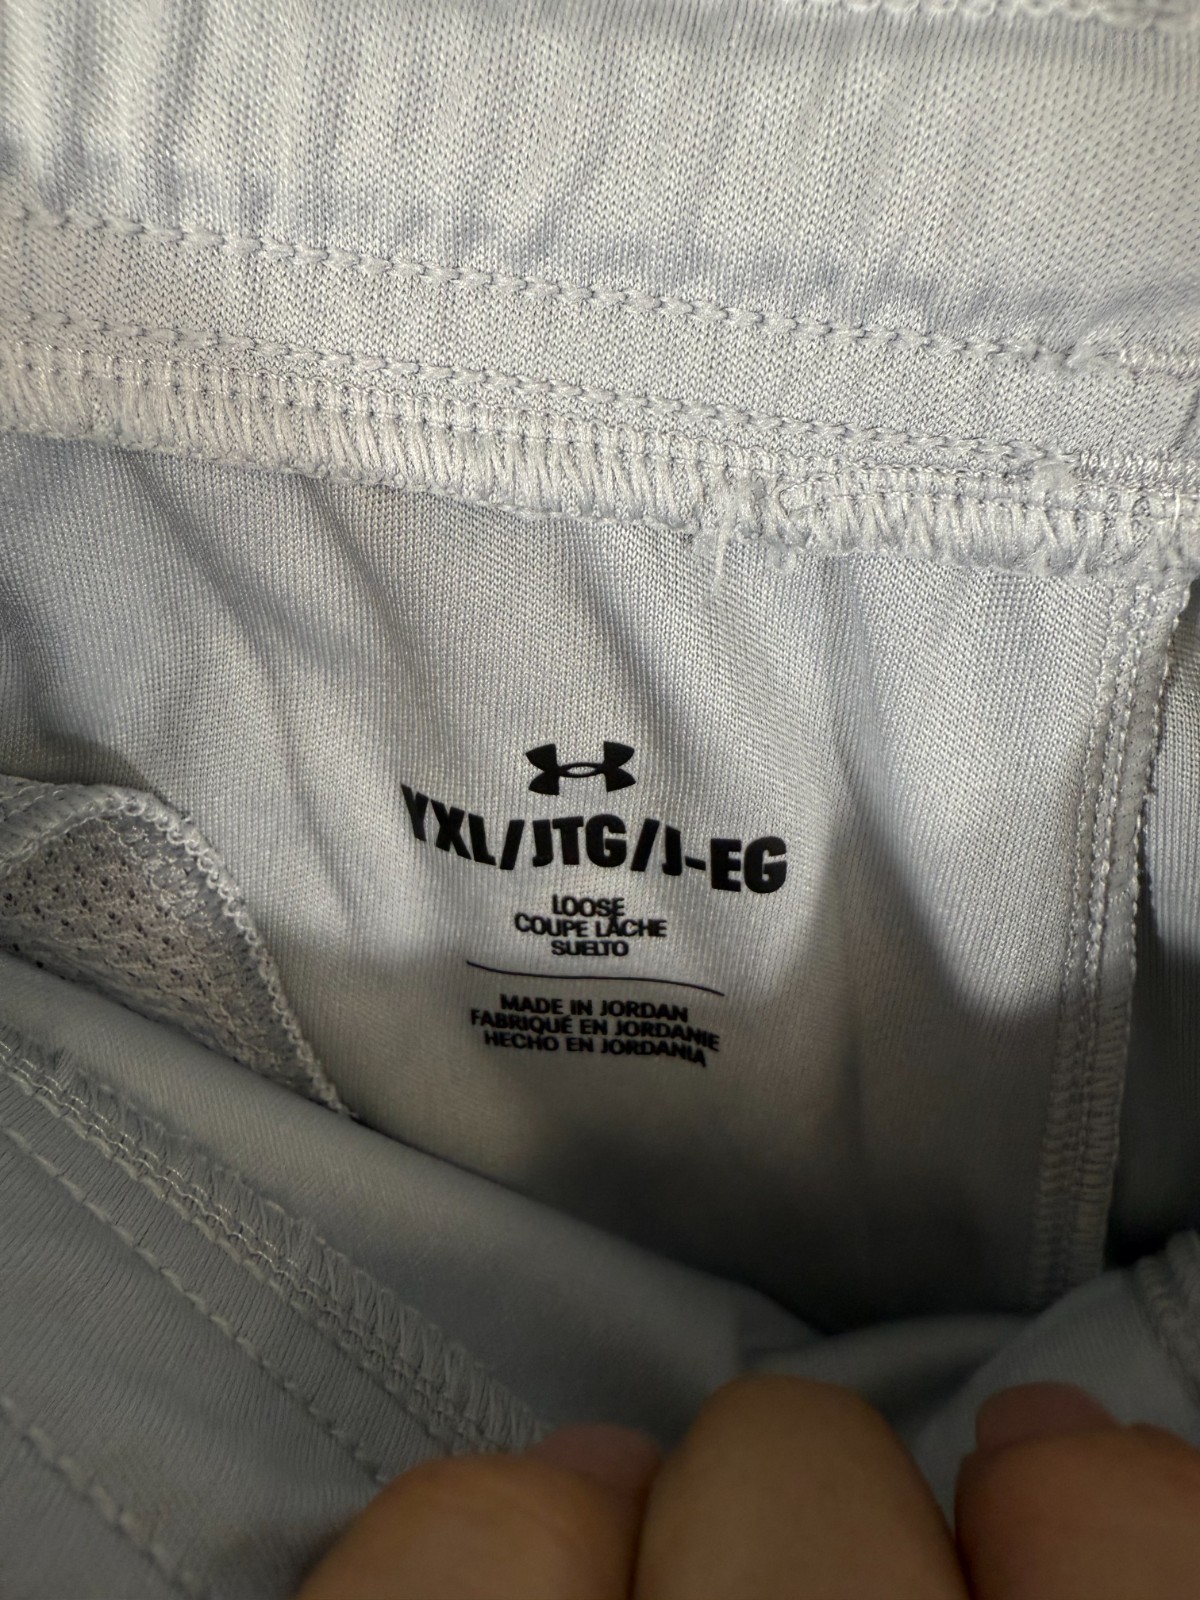 YXL/JTG/J-EG
LOOSE
COUPE LÂCHE
SUELTO
MADE IN JORDAN
FABRIQUÉ EN JORDANIE
HECHO EN JORDANIA